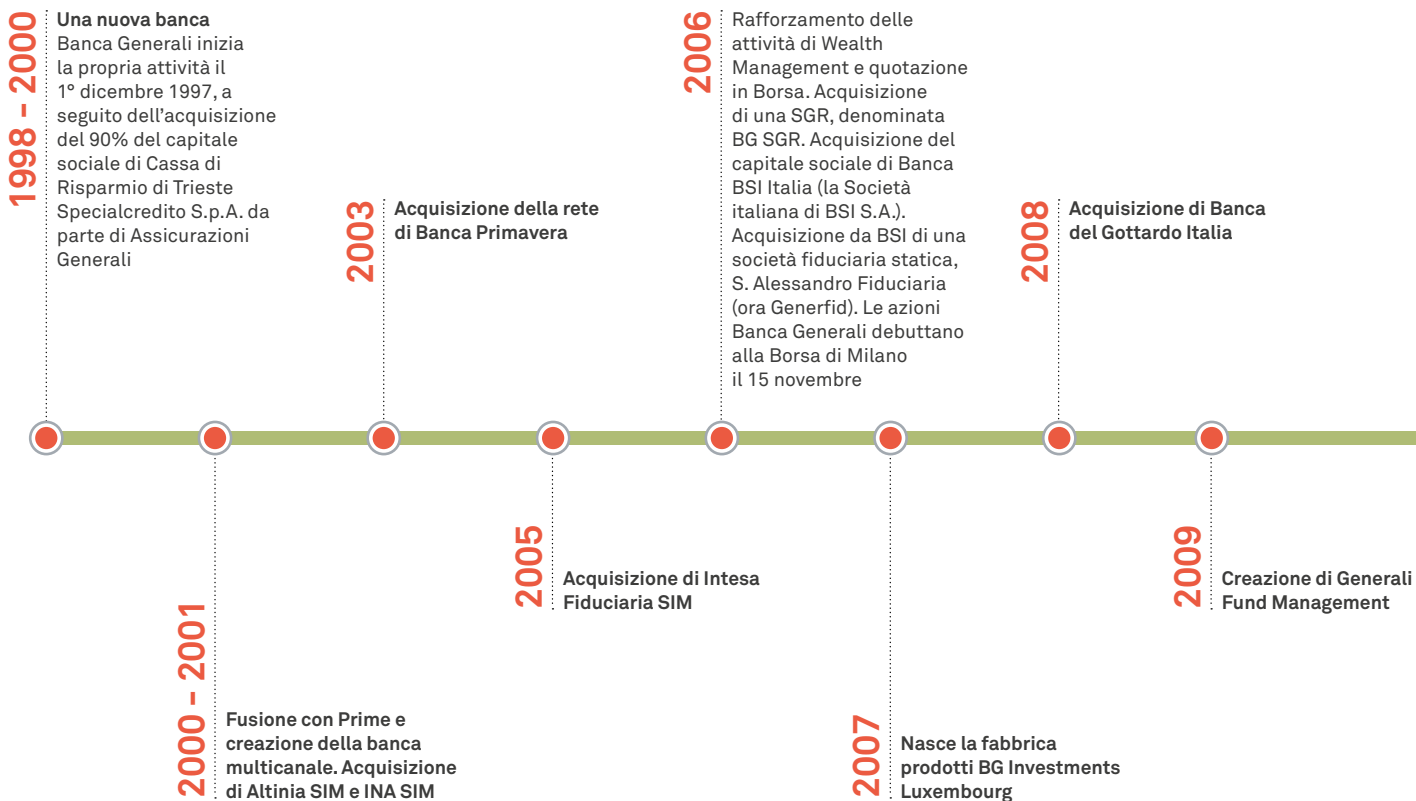 1998 - 2000
Una nuova banca
Banca Generali inizia
la propria attività il
1° dicembre 1997, a
seguito dell’acquisizione
del 90% del capitale
sociale di Cassa di
Risparmio di Trieste
Specialcredito S.p.A. da
parte di Assicurazioni
Generali
2000 - 2001
Fusione con Prime e
creazione della banca
multicanale. Acquisizione
di Altinia SIM e INA SIM
2003
Acquisizione della rete
di Banca Primavera
2005
Acquisizione di Intesa
Fiduciaria SIM
2006
Rafforzamento delle
attività di Wealth
Management e quotazione
in Borsa. Acquisizione
di una SGR, denominata
BG SGR. Acquisizione del
capitale sociale di Banca
BSI Italia (la Società
italiana di BSI S.A.).
Acquisizione da BSI di una
società fiduciaria statica,
S. Alessandro Fiduciaria
(ora Generfid). Le azioni
Banca Generali debuttano
alla Borsa di Milano
il 15 novembre
2007
Nasce la fabbrica
prodotti BG Investments
Luxembourg
2008
Acquisizione di Banca
del Gottardo Italia
2009
Creazione di Generali
Fund Management